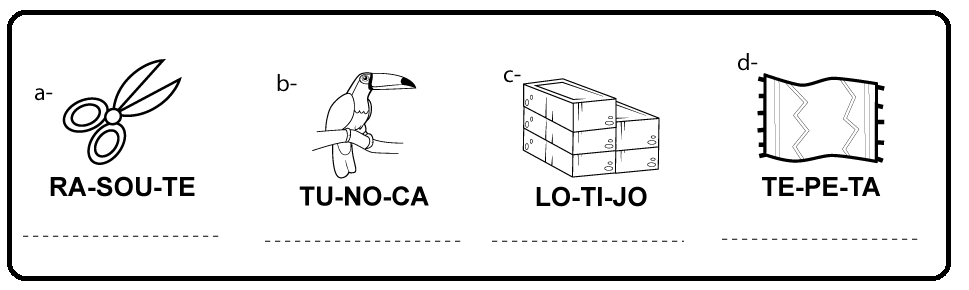 a-
RA-SOU-TE
b-
TU-NO-CA
c-
LO-TI-JO
d-
TE-PE-TA